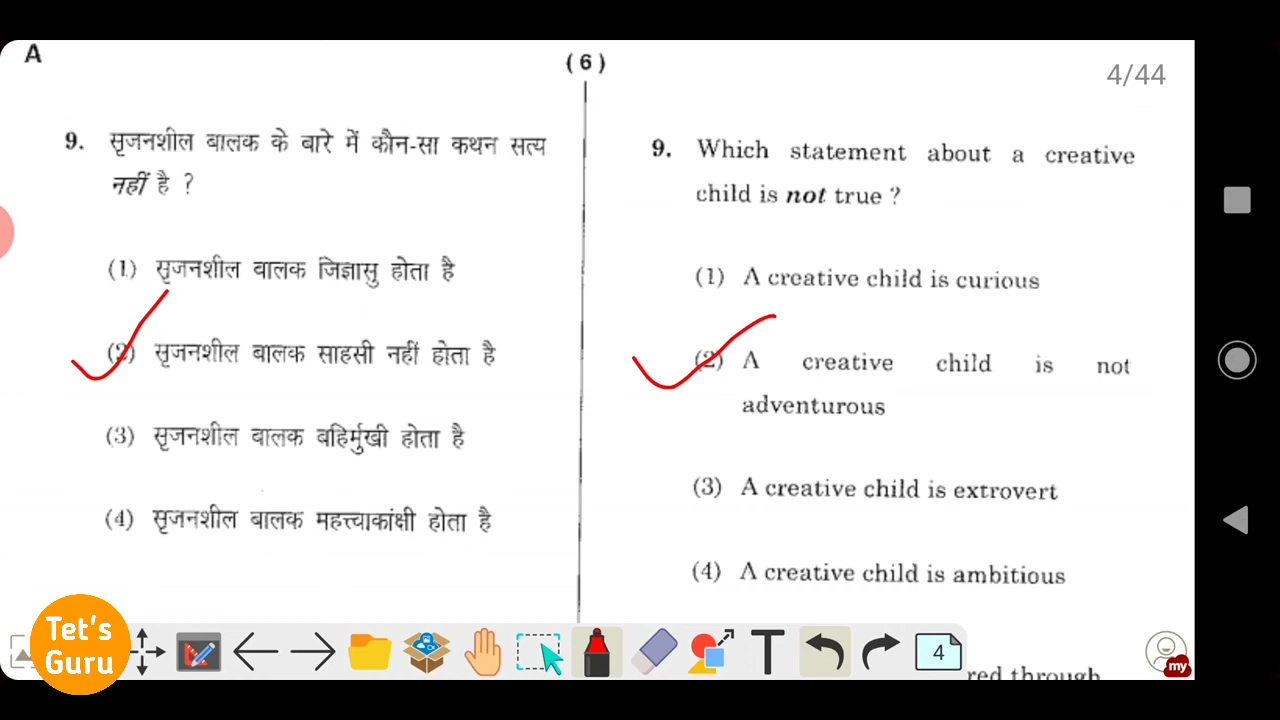 A
(6)
4/44
9. सृजनशील बालक के बारे में कौन-सा कथन सत्य
नहीं है ?
(1) सृजनशील बालक जिज्ञासु होता है
(2) सृजनशील बालक साहसी नहीं होता है
(3) सृजनशील बालक बहिर्मुखी होता है
(4) सृजनशील बालक महत्त्वाकांक्षी होता है
9. Which statement about a creative
child is not true ?
(1) A creative child is curious
(2) A creative child is not
adventurous
(3) A creative child is extrovert
(4) A creative child is ambitious
red through
Tet's
Guru
T
4
my